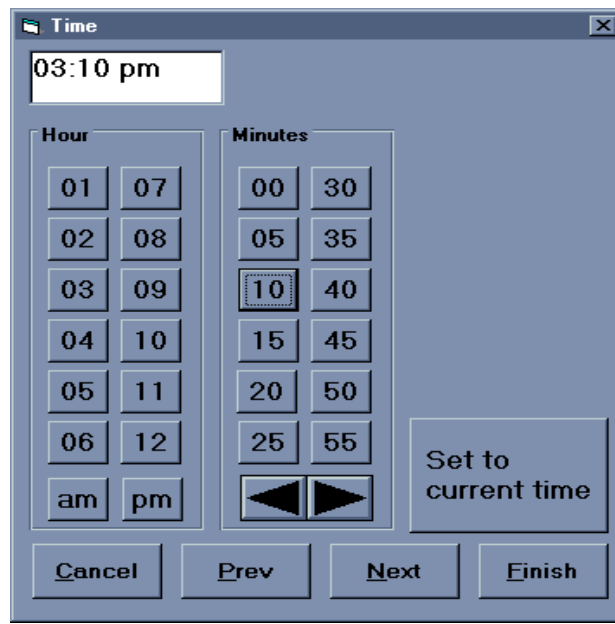 Time
03:10 pm
Hour Minutes
01 07 00 30
02 08 05 35
03 09 10 40
04 10 15 45
05 11 20 50
06 12 25 55
am pm
Set to
current time
Cancel Prev Next Finish